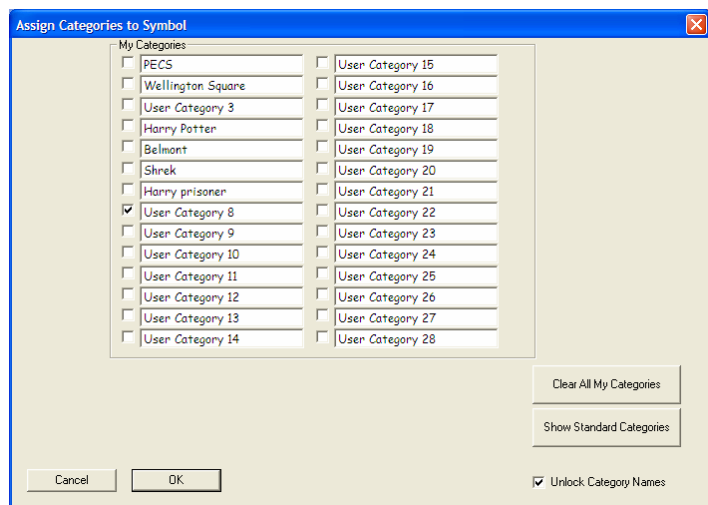 Assign Categories to Symbol
My Categories
PECS
Wellington Square
User Category 3
Harry Potter
Belmont
Shrek
Harry prisoner
User Category 8
User Category 9
User Category 10
User Category 11
User Category 12
User Category 13
User Category 14
User Category 15
User Category 16
User Category 17
User Category 18
User Category 19
User Category 20
User Category 21
User Category 22
User Category 23
User Category 24
User Category 25
User Category 26
User Category 27
User Category 28
Clear All My Categories
Show Standard Categories
Cancel
OK
Unlock Category Names